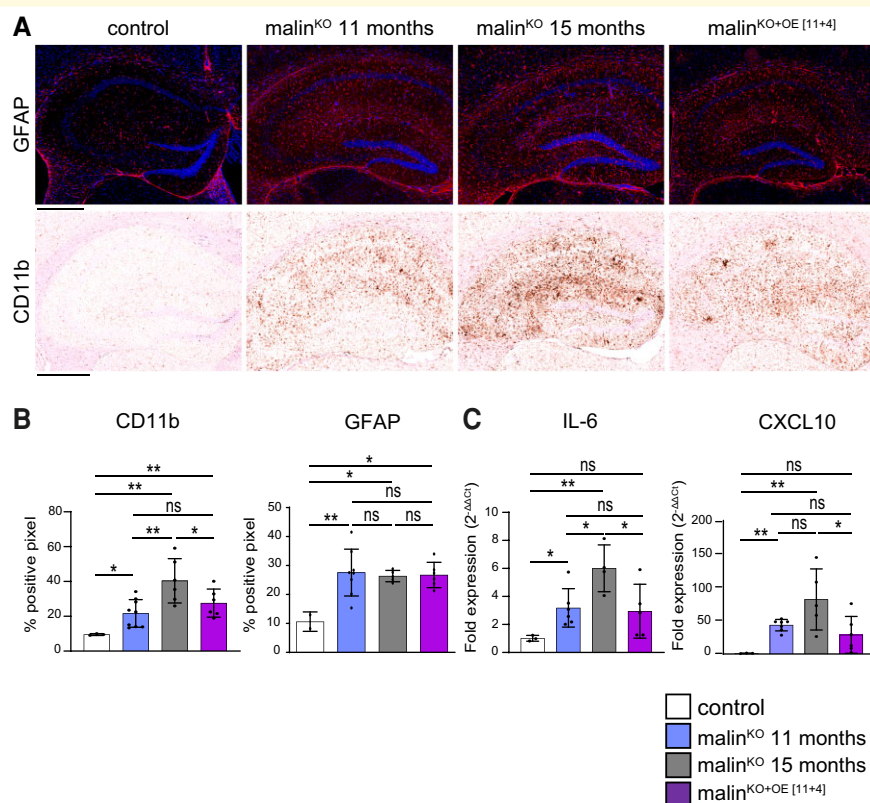 A
control malinKO 11 months malinKO 15 months malinKO+OE [11+4]
GFAP
CD11b
B
CD11b
% positive pixel
80
60
40
20
0
*
**
**
ns
**
*
GFAP
% positive pixel
50
40
30
20
10
0
*
*
ns
**
ns
ns
C
IL-6
Fold expression (2-ΔΔCt)
10
8
6
4
2
0
ns
**
ns
*
*
*
CXCL10
Fold expression (2-ΔΔCt)
200
150
100
50
0
ns
**
ns
**
ns
*
control
malinKO 11 months
malinKO 15 months
malinKO+OE [11+4]